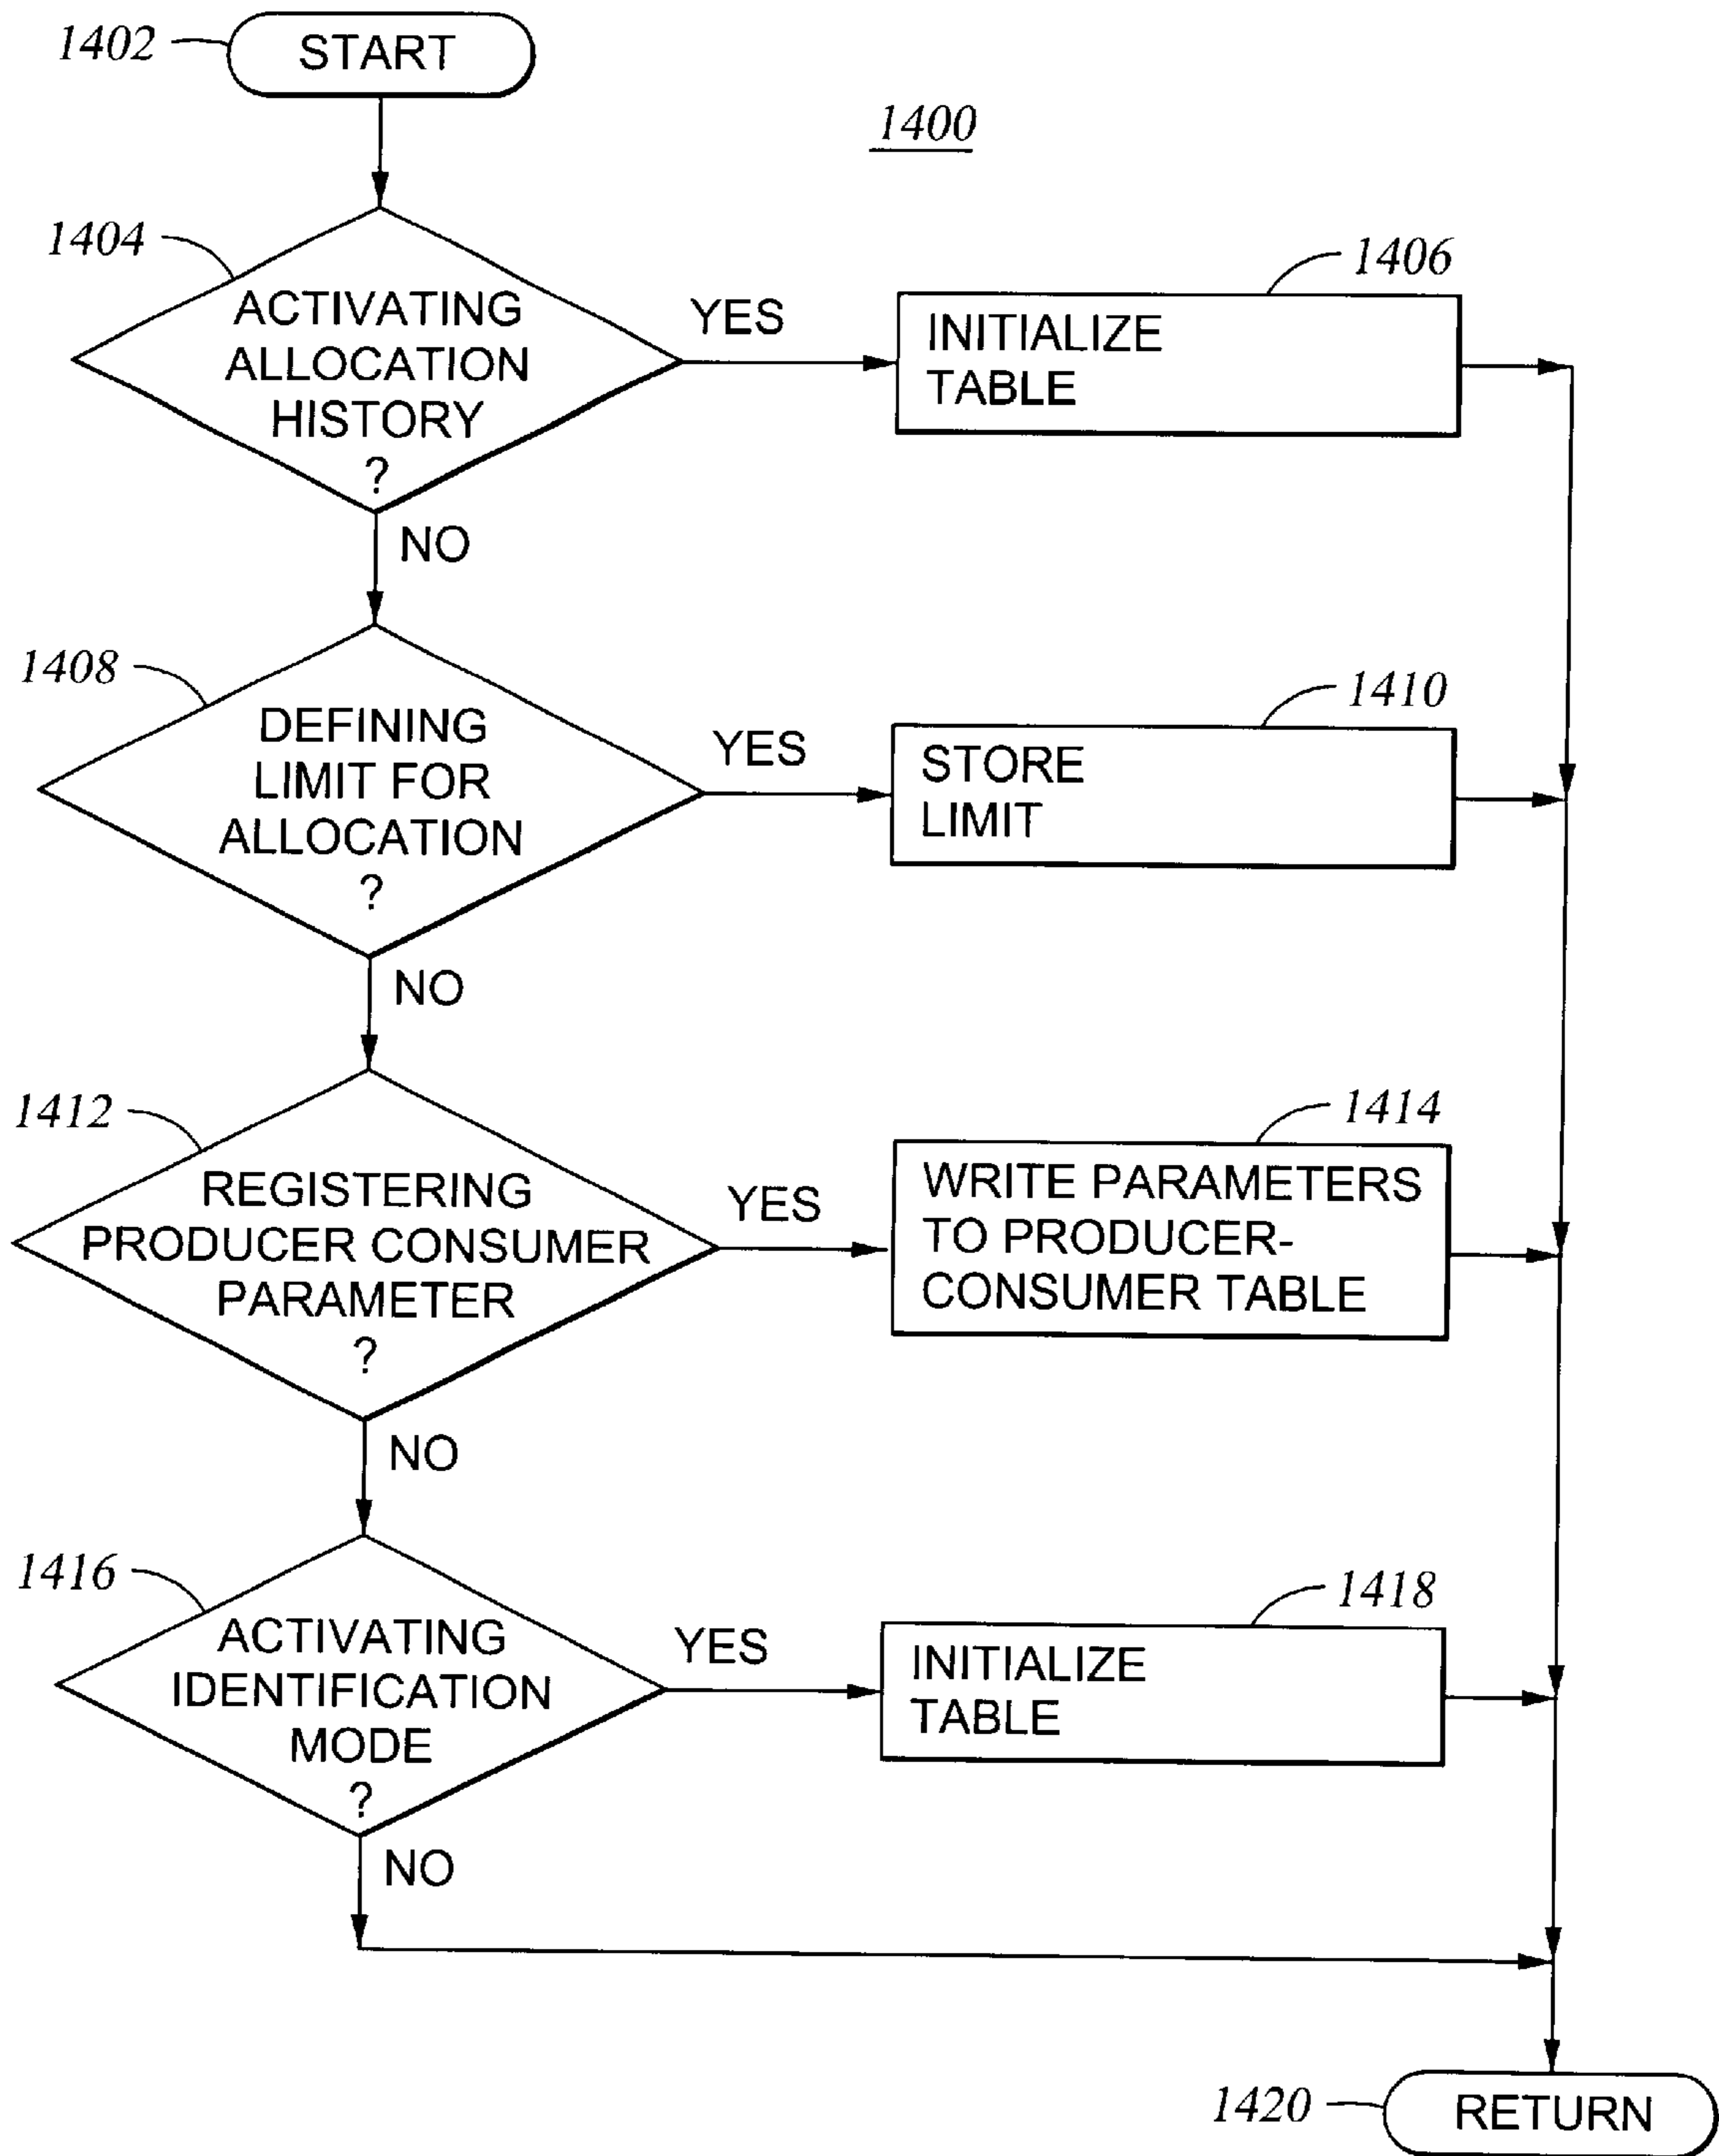 1402
START
1400
1404
ACTIVATING
ALLOCATION
HISTORY
?
YES
1406
INITIALIZE
TABLE
NO
1408
DEFINING
LIMIT FOR
ALLOCATION
?
YES
1410
STORE
LIMIT
NO
1412
REGISTERING
PRODUCER CONSUMER
PARAMETER
?
YES
1414
WRITE PARAMETERS
TO PRODUCER-
CONSUMER TABLE
NO
1416
ACTIVATING
IDENTIFICATION
MODE
?
YES
1418
INITIALIZE
TABLE
NO
1420
RETURN